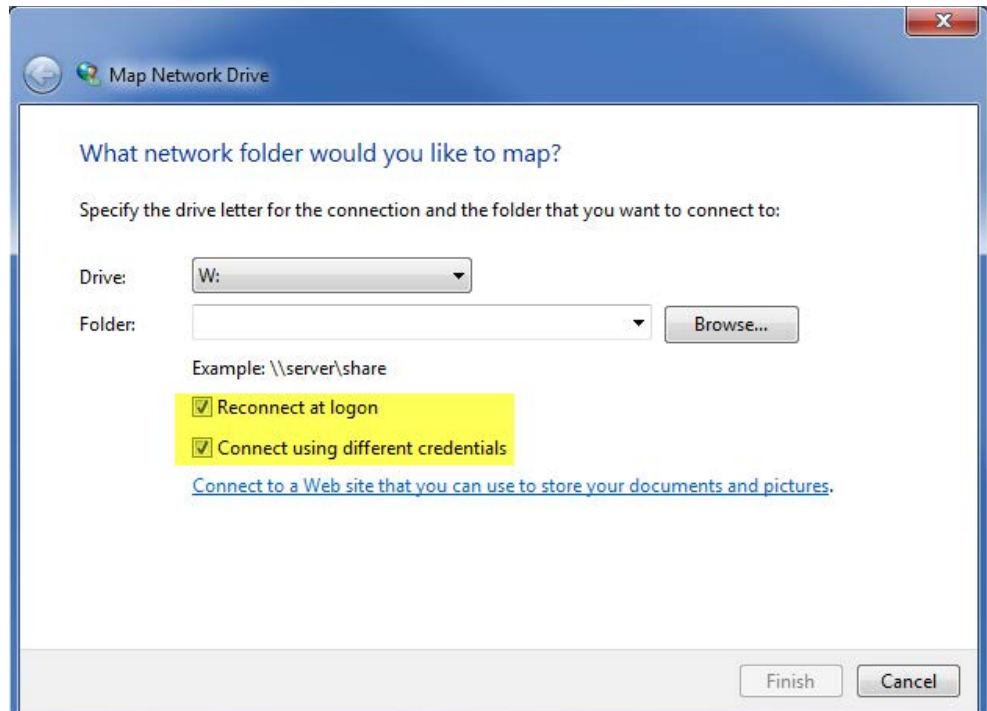 Map Network Drive
What network folder would you like to map?
Specify the drive letter for the connection and the folder that you want to connect to:
Drive: W:
Folder: Browse...
Example: \\server\share
Reconnect at logon
Connect using different credentials
Connect to a Web site that you can use to store your documents and pictures.
Finish Cancel